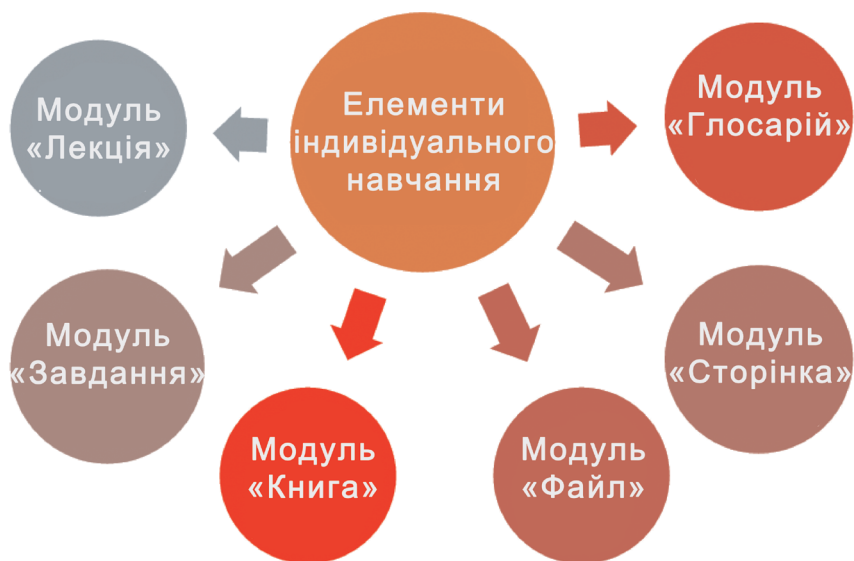 Елементи
індивідуального
навчання
Модуль
«Лекція»
Модуль
«Глосарій»
Модуль
«Завдання»
Модуль
«Сторінка»
Модуль
«Книга»
Модуль
«Файл»